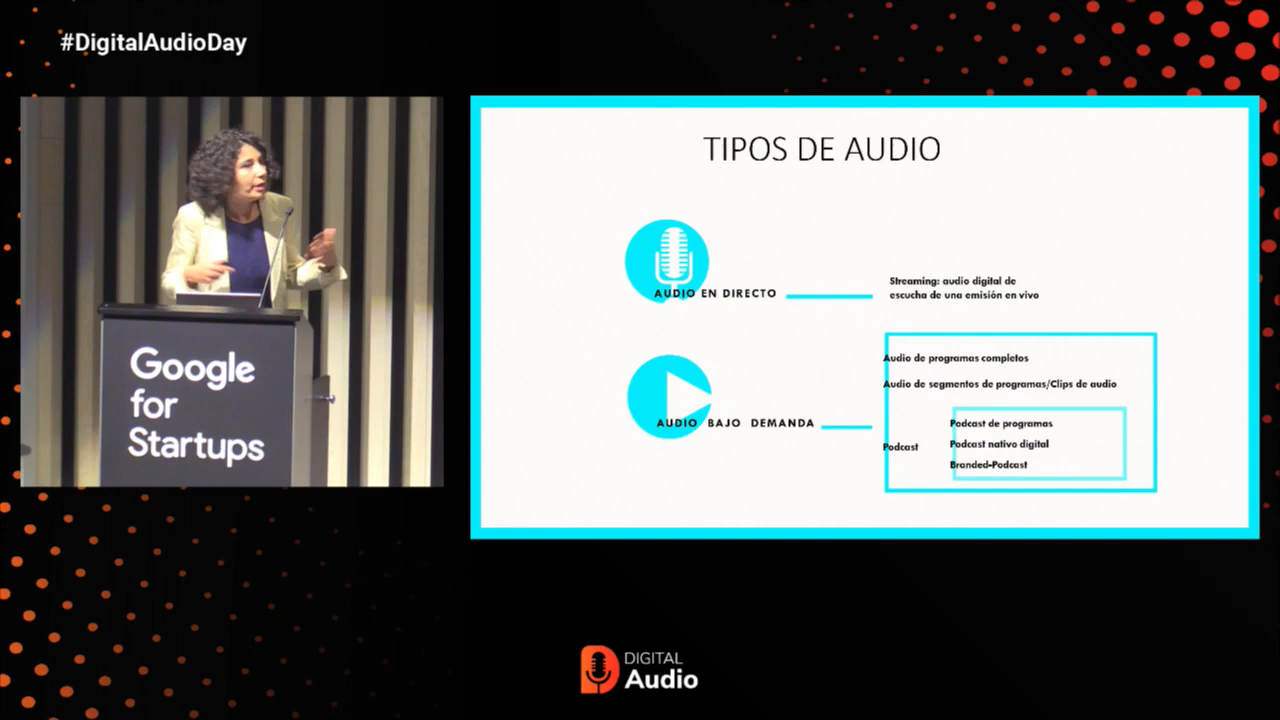 #DigitalAudioDay
Google
for
Startups
TIPOS DE AUDIO
AUDIO EN DIRECTO
Streaming: audio digital de
escucha de una emisión en vivo
AUDIO BAJO DEMANDA
Audio de programas completos
Audio de segmentos de programas/Clips de audio
Podcast
Podcast de programas
Podcast nativo digital
Branded-Podcast
DIGITAL
Audio